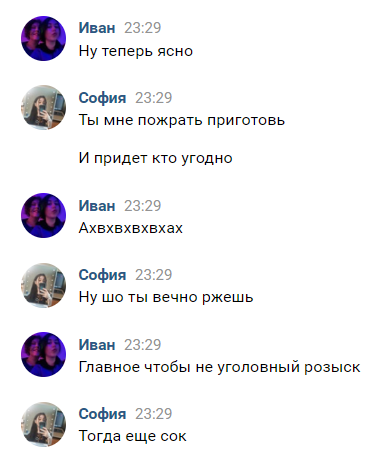 Иван 23:29
Ну теперь ясно
София 23:29
Ты мне пожрать приготовь
И придет кто угодно
Иван 23:29
Ахвхвхвхвхах
София 23:29
Ну шо ты вечно ржешь
Иван 23:29
Главное чтобы не уголовный розыск
София 23:29
Тогда еще сок